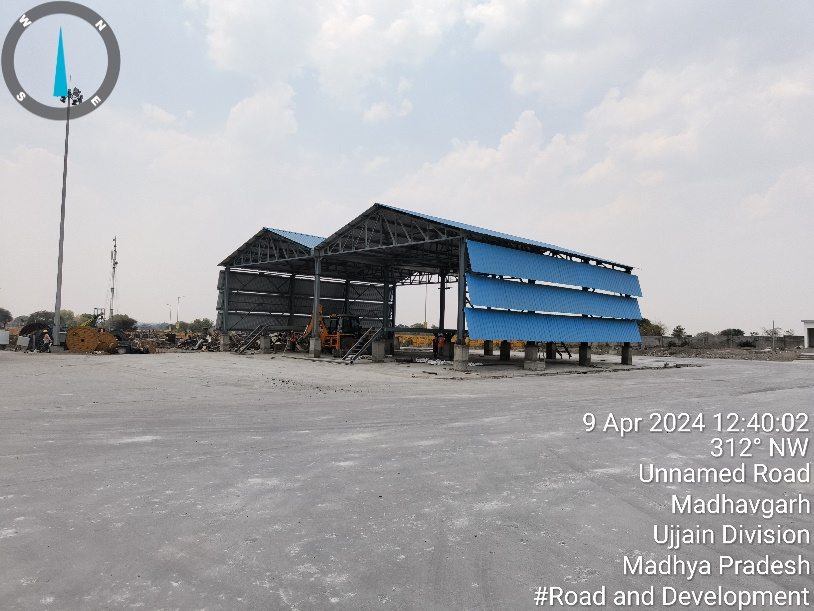 W
N
S
E
9 Apr 2024 12:40:02
312° NW
Unnamed Road
Madhavgarh
Ujjain Division
Madhya Pradesh
#Road and Development